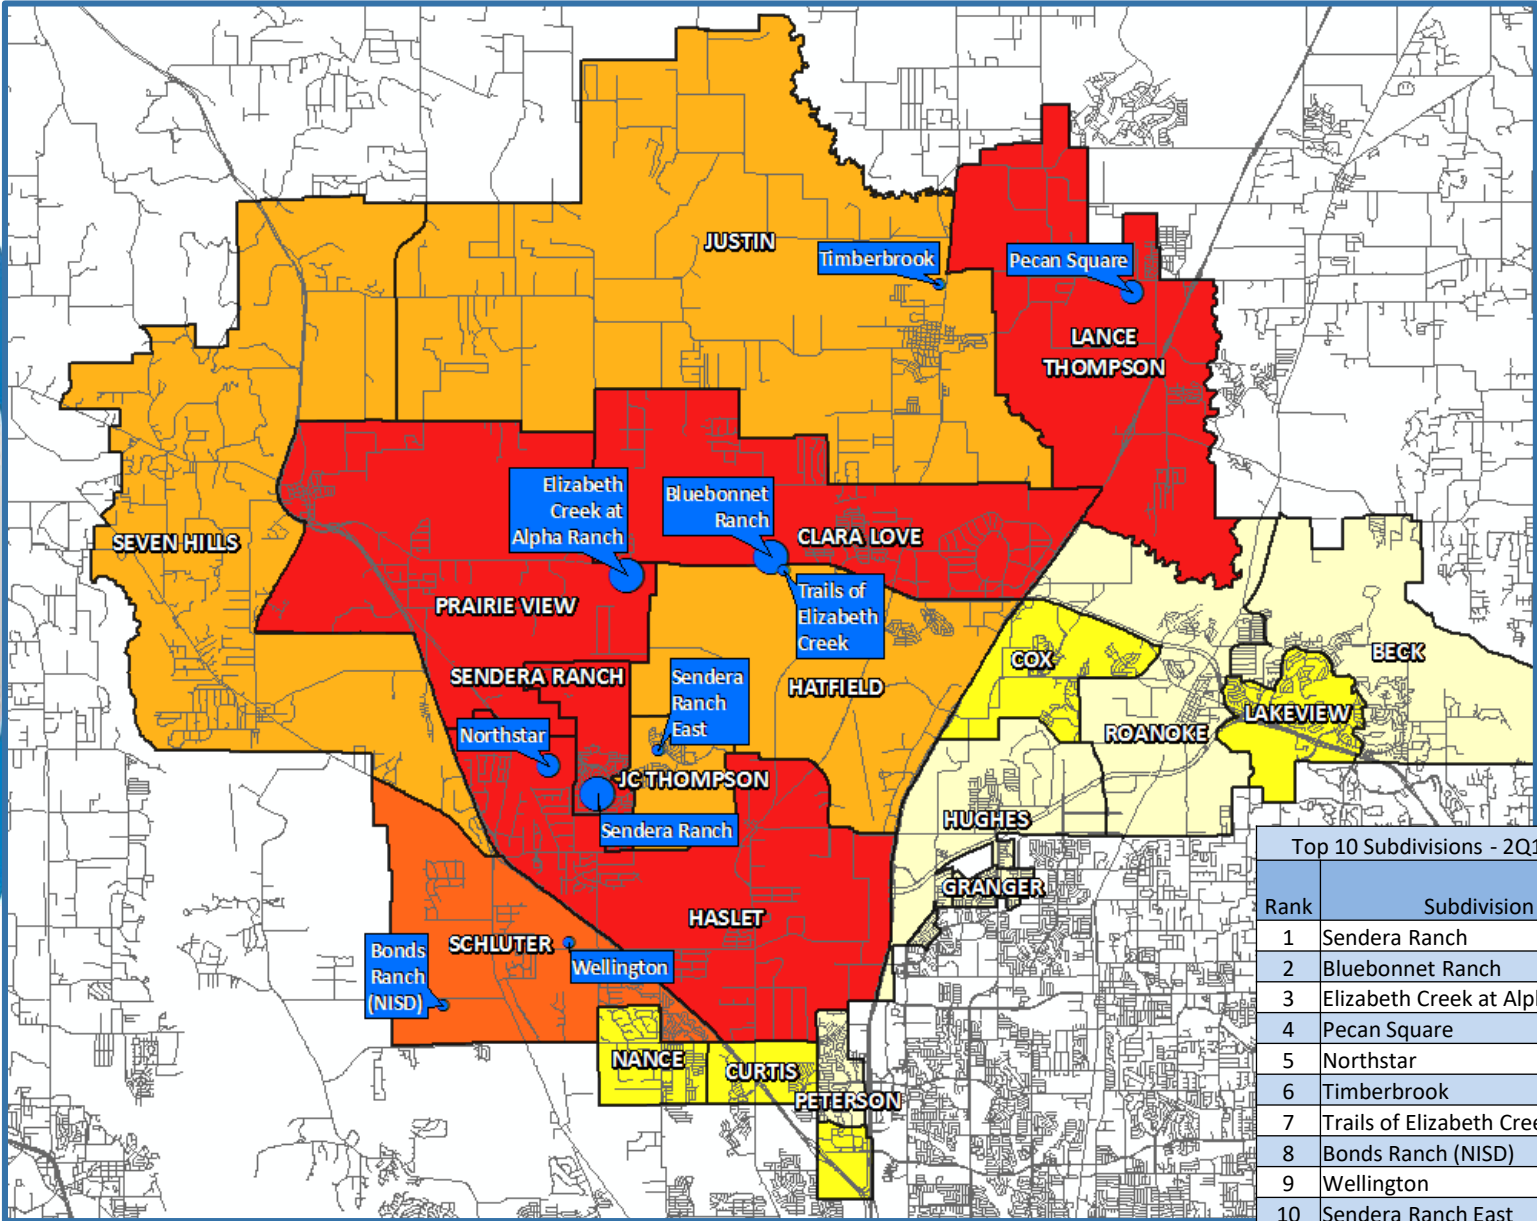 JUSTIN
Timberbrook
Pecan Square
LANCE
THOMPSON
Elizabeth
Creek at
Alpha Ranch
Bluebonnet
Ranch
CLARA LOVE
SEVEN HILLS
Trails of
Elizabeth
Creek
PRAIRIE VIEW
COX
BECK
SENDERA RANCH
Sendera
Ranch
East
HATFIELD
LAKEVIEW
ROANOKE
Northstar
JC THOMPSON
Sendera Ranch
HUGHES
GRANGER
HASLET
SCHLUTER
Bonds
Ranch
(NISD)
Wellington
NANCE
CURTIS
PETERSON
Top 10 Subdivisions - 2Q1
Rank Subdivision
1 Sendera Ranch
2 Bluebonnet Ranch
3 Elizabeth Creek at Alp
4 Pecan Square
5 Northstar
6 Timberbrook
7 Trails of Elizabeth Cree
8 Bonds Ranch (NISD)
9 Wellington
10 Sendera Ranch East